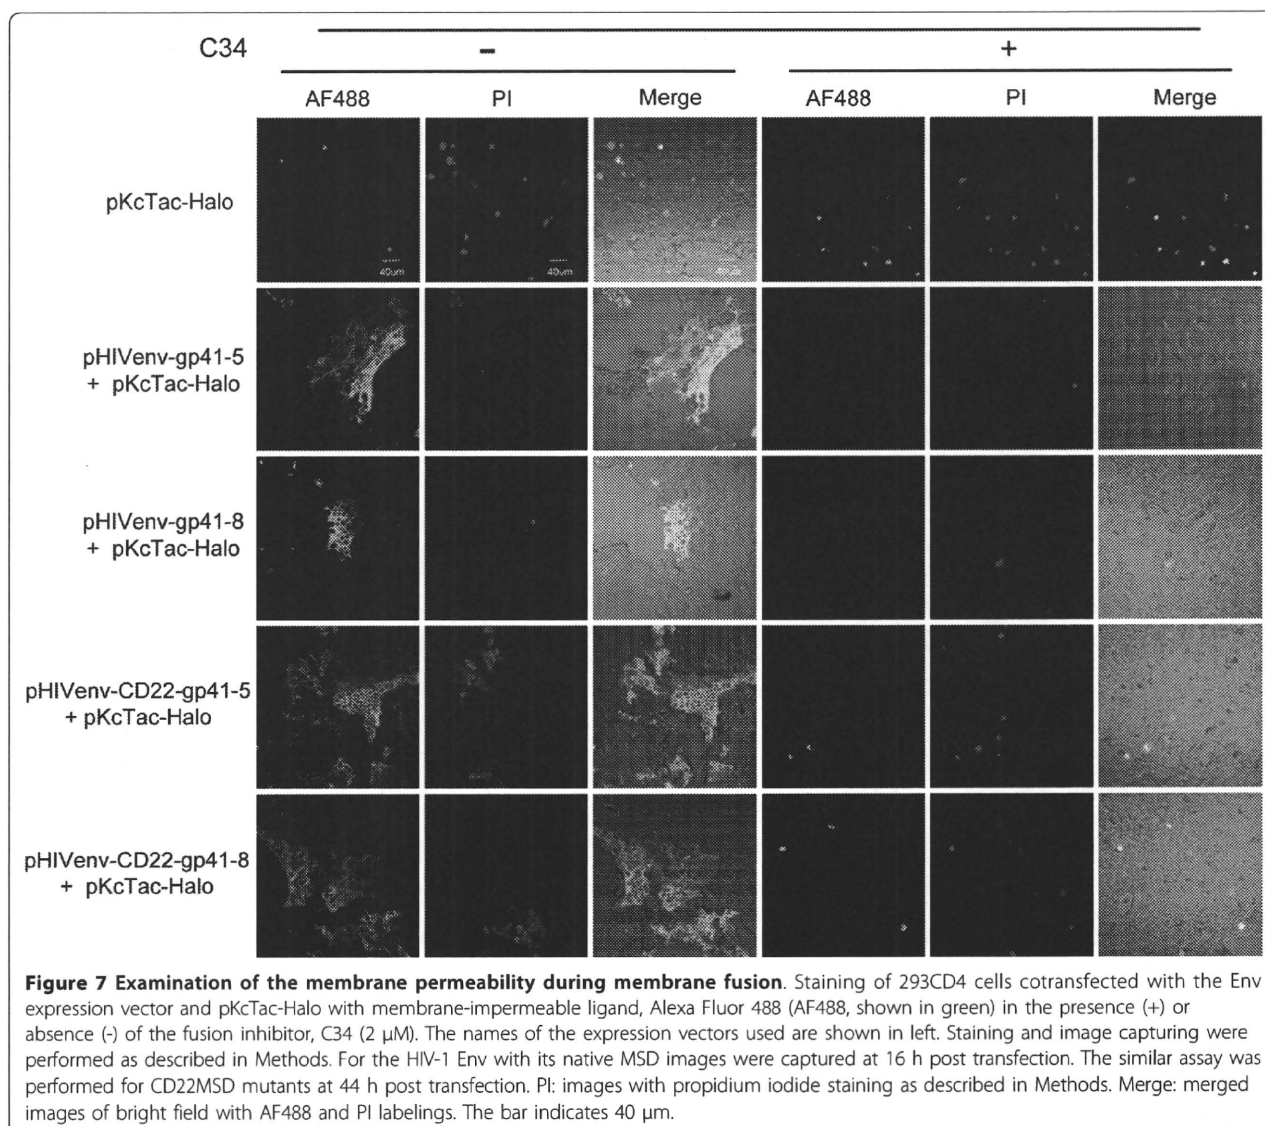 C34
-
+
AF488 PI Merge AF488 PI Merge
pKcTac-Halo
40μm
40μm
40μm
pHIVenv-gp41-5
+ pKcTac-Halo
pHIVenv-gp41-8
+ pKcTac-Halo
pHIVenv-CD22-gp41-5
+ pKcTac-Halo
pHIVenv-CD22-gp41-8
+ pKcTac-Halo
Figure 7 Examination of the membrane permeability during membrane fusion. Staining of 293CD4 cells cotransfected with the Env
expression vector and pKcTac-Halo with membrane-impermeable ligand, Alexa Fluor 488 (AF488, shown in green) in the presence (+) or
absence (-) of the fusion inhibitor, C34 (2 μM). The names of the expression vectors used are shown in left. Staining and image capturing were
performed as described in Methods. For the HIV-1 Env with its native MSD images were captured at 16 h post transfection. The similar assay was
performed for CD22MSD mutants at 44 h post transfection. PI: images with propidium iodide staining as described in Methods. Merge: merged
images of bright field with AF488 and PI labelings. The bar indicates 40 μm.